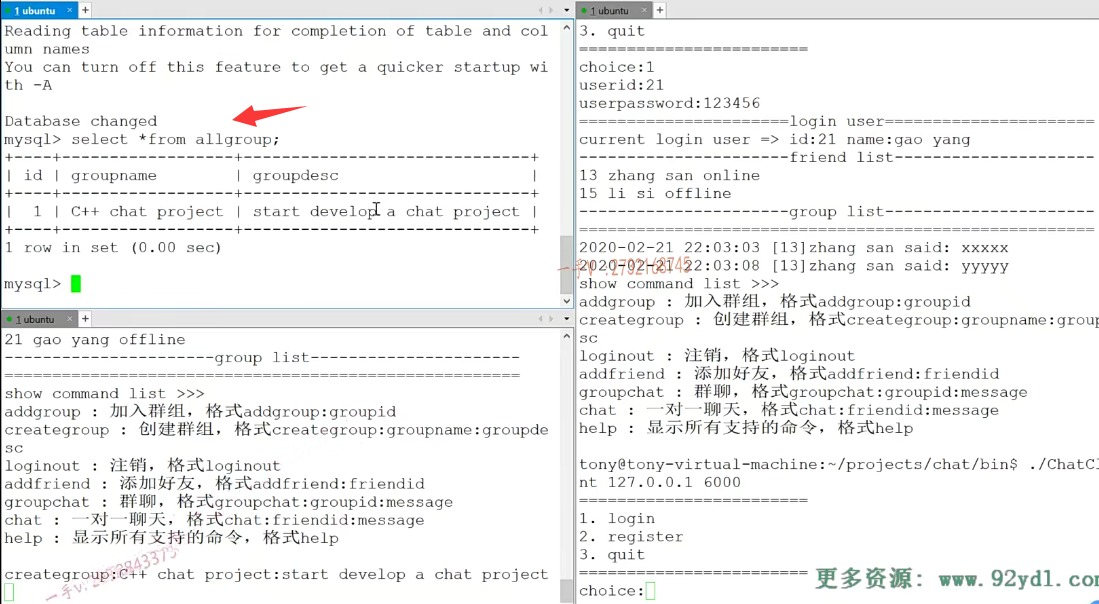 1 ubuntu × +
Reading table information for completion of table and col
umn names
You can turn off this feature to get a quicker startup wi
th -A
Database changed
mysql> select *from allgroup;
+----+------------------+----------------------------+
| id | groupname | groupdesc |
+----+------------------+----------------------------+
| 1 | C++ chat project | start develop a chat project |
+----+------------------+----------------------------+
1 row in set (0.00 sec)
mysql>
1 ubuntu × +
21 gao yang offline
----------------------group list----------------------
======================================================
show command list >>>
addgroup : 加入群组，格式addgroup:groupid
creategroup : 创建群组，格式creategroup:groupname:groupde
sc
loginout : 注销，格式loginout
addfriend : 添加好友，格式addfriend:friendid
groupchat : 群聊，格式groupchat:groupid:message
chat : 一对一聊天，格式chat:friendid:message
help : 显示所有支持的命令，格式help
creategroup:C++ chat project:start develop a chat project
1 ubuntu × +
3. quit
========================
choice:1
userid:21
userpassword:123456
======================login user======================
current login user => id:21 name:gao yang
----------------------friend list----------------------
13 zhang san online
15 li si offline
----------------------group list----------------------
======================================================
2020-02-21 22:03:03 [13]zhang san said: xxxxx
2020-02-21 22:03:08 [13]zhang san said: yyyyy
show command list >>>
addgroup : 加入群组，格式addgroup:groupid
creategroup : 创建群组，格式creategroup:groupname:group
sc
loginout : 注销，格式loginout
addfriend : 添加好友，格式addfriend:friendid
groupchat : 群聊，格式groupchat:groupid:message
chat : 一对一聊天，格式chat:friendid:message
help : 显示所有支持的命令，格式help
tony@tony-virtual-machine:~/projects/chat/bin$ ./ChatCl
nt 127.0.0.1 6000
========================
1. login
2. register
3. quit
========================
choice:
更多资源: www.92yd1.com